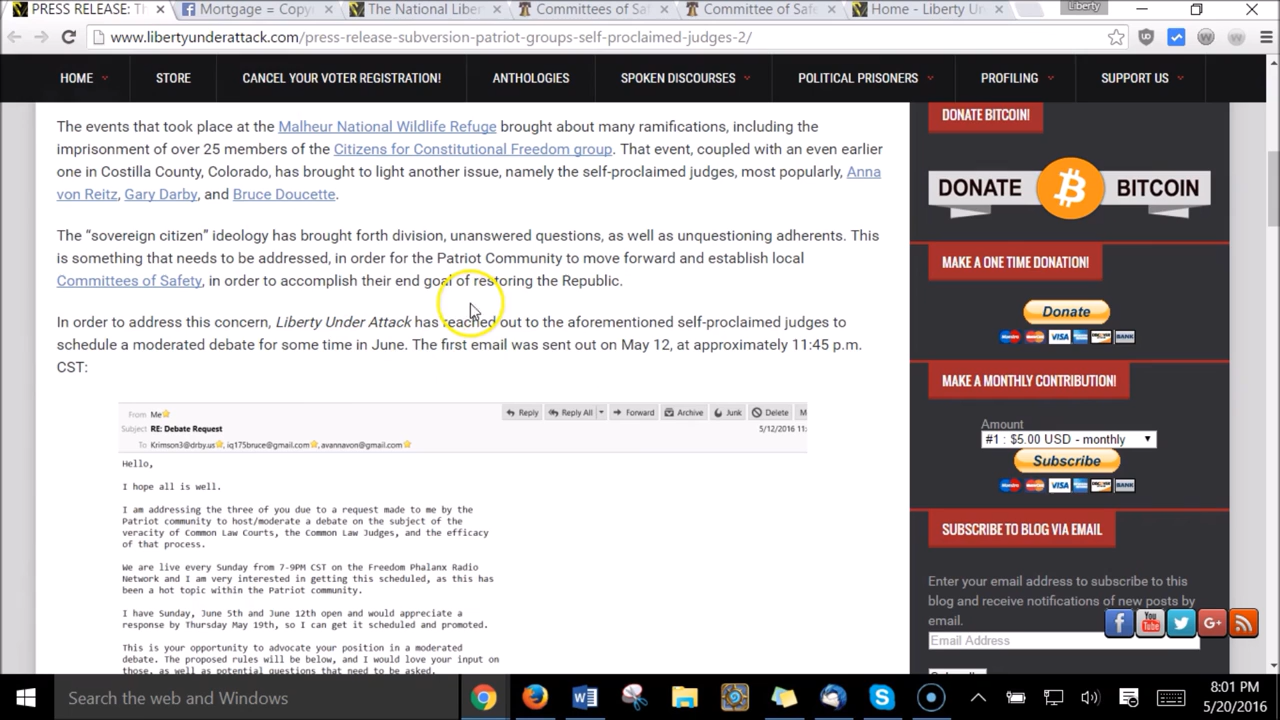 PRESS RELEASE: Th
Mortgage = Copy
The National Libe
Committees of Sa
Committee of Safe
Home - Liberty Un
Liberty
www.libertyunderattack.com/press-release-subversion-patriot-groups-self-proclaimed-judges-2/
HOME
STORE
CANCEL YOUR VOTER REGISTRATION!
ANTHOLOGIES
SPOKEN DISCOURSES
POLITICAL PRISONERS
PROFILING
SUPPORT US
The events that took place at the Malheur National Wildlife Refuge brought about many ramifications, including the
imprisonment of over 25 members of the Citizens for Constitutional Freedom group. That event, coupled with an even earlier
one in Costilla County, Colorado, has brought to light another issue, namely the self-proclaimed judges, most popularly, Anna
von Reitz, Gary Darby, and Bruce Doucette.
The “sovereign citizen” ideology has brought forth division, unanswered questions, as well as unquestioning adherents. This
is something that needs to be addressed, in order for the Patriot Community to move forward and establish local
Committees of Safety, in order to accomplish their end goal of restoring the Republic.
In order to address this concern, Liberty Under Attack has reached out to the aforementioned self-proclaimed judges to
schedule a moderated debate for some time in June. The first email was sent out on May 12, at approximately 11:45 p.m.
CST:
From Me
Reply
Reply All
Forward
Archive
Junk
Delete
M
Subject RE: Debate Request
5/12/2016 11:
To Krimson3@drby.us, iq175bruce@gmail.com, avannavon@gmail.com
Hello,
I hope all is well.
I am addressing the three of you due to a request made to me by the
Patriot community to host/moderate a debate on the subject of the
veracity of Common Law Courts, the Common Law Judges, and the efficacy
of that process.
We are live every Sunday from 7-9PM CST on the Freedom Phalanx Radio
Network and I am very interested in getting this scheduled, as this has
been a hot topic within the Patriot community.
I have Sunday, June 5th and June 12th open and would appreciate a
response by Thursday May 19th, so I can get it scheduled and promoted.
This is your opportunity to advocate your position in a moderated
debate. The proposed rules will be below, and I would love your input on
those, as well as potential questions that need to be asked.
DONATE BITCOIN!
DONATE BITCOIN
MAKE A ONE TIME DONATION!
Donate
VISA
BANK
MAKE A MONTHLY CONTRIBUTION!
Amount
#1 : $5.00 USD - monthly
Subscribe
VISA
BANK
SUBSCRIBE TO BLOG VIA EMAIL
Enter your email address to subscribe to this
blog and receive notifications of new posts by
email.
Email Address
You
Tube
Search the web and Windows
8:01 PM
5/20/2016